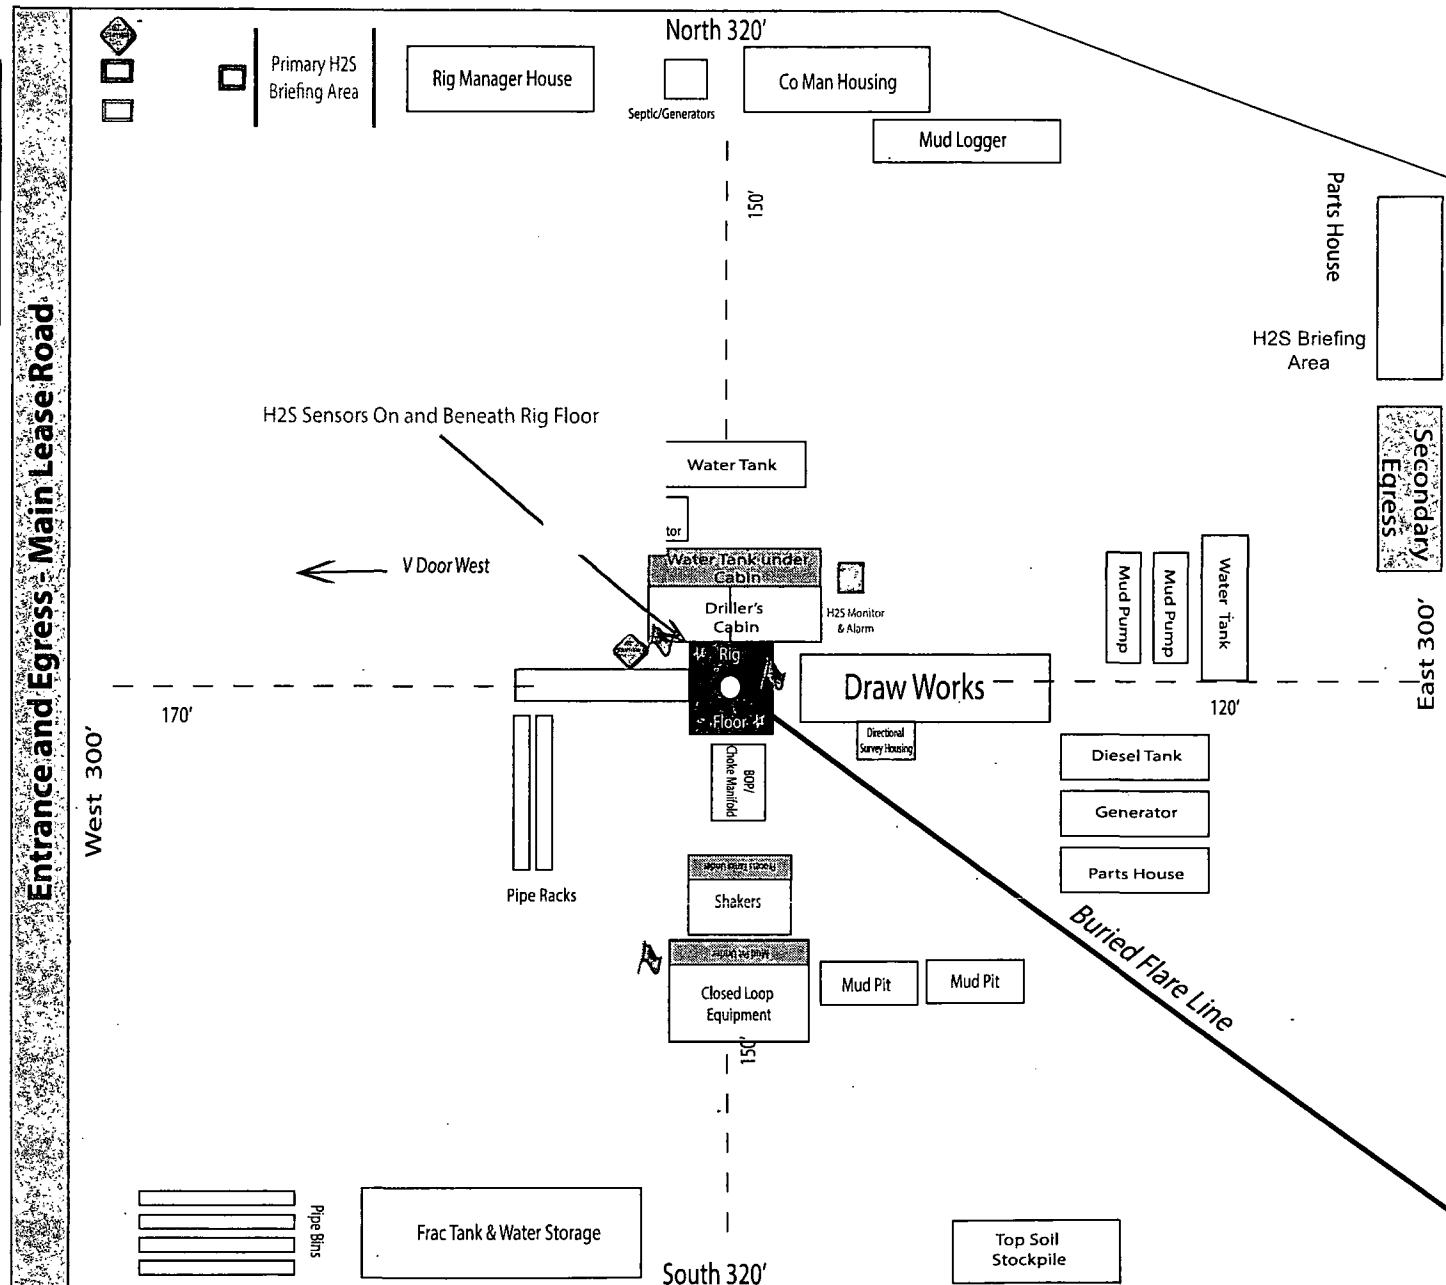 North 320'
Primary H2S
Briefing Area
Rig Manager House
Septic/Generators
Co Man Housing
Mud Logger
150'
Parts House
H2S Briefing
Area
Entrance and Egress - Main Lease Road
H2S Sensors On and Beneath Rig Floor
Water Tank
tor
Secondary
Egress
V Door West
Water Tank under
Cabin
Driller's
Cabin
H2S Monitor
& Alarm
Mud Pump
Mud Pump
Water Tank
Rig
Floor
Draw Works
170'
120'
West 300'
East 300'
Directional
Survey Housing
BOP/
Choke Manifold
Diesel Tank
Generator
Parts House
Pipe Racks
Shakers
Mud Pit Under
Closed Loop
Equipment
Mud Pit
Mud Pit
Buried Flare Line
150'
Pipe Bins
Frac Tank & Water Storage
Top Soil
Stockpile
South 320'